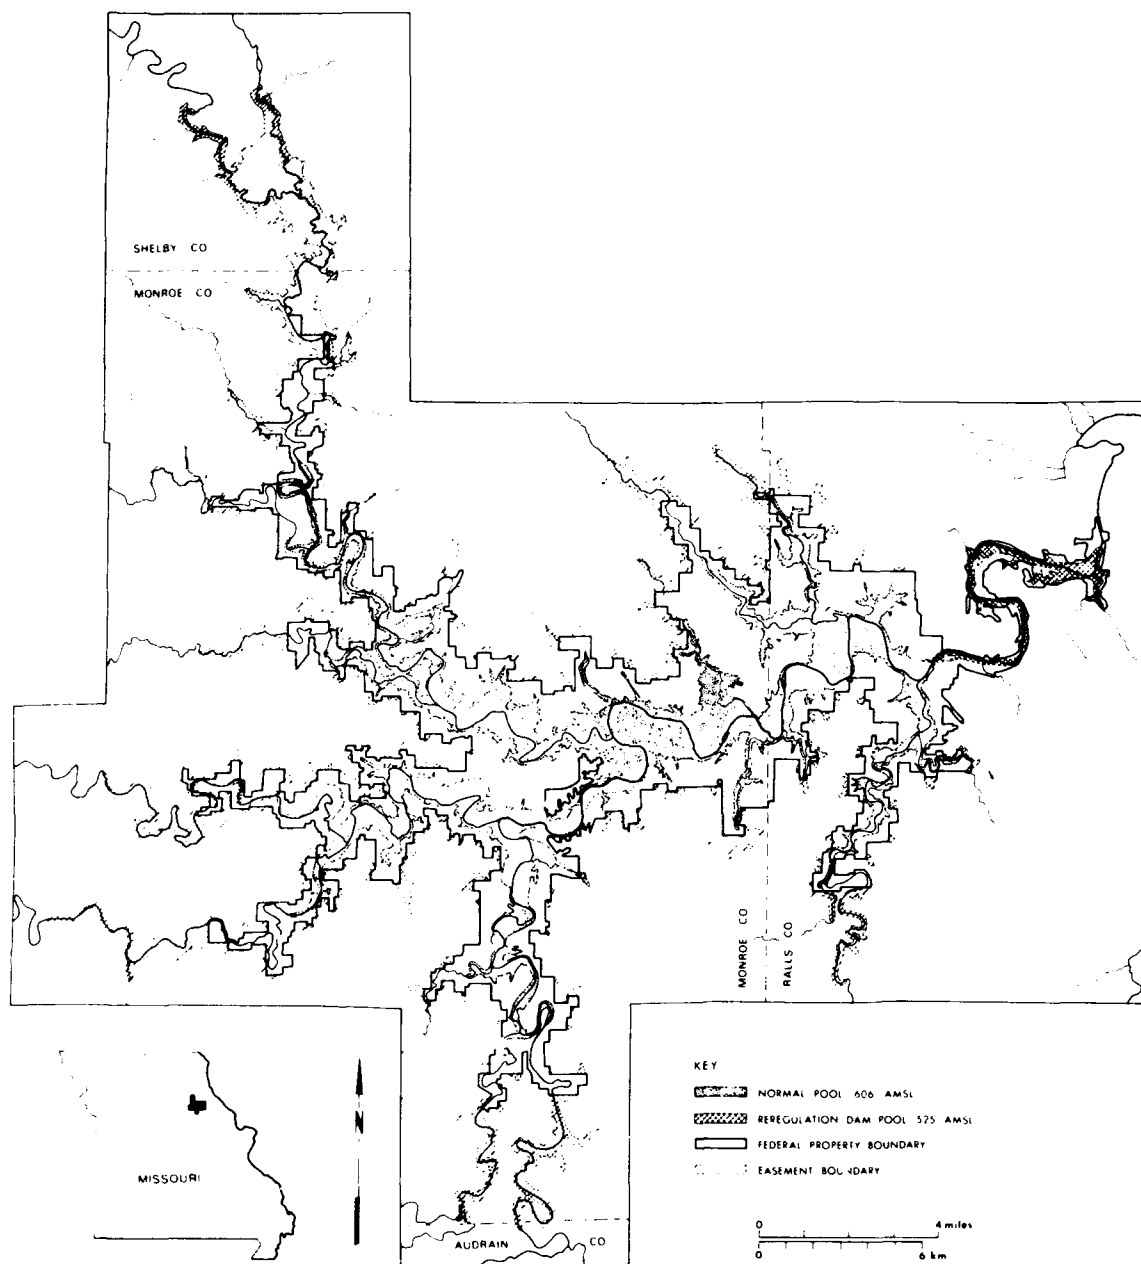 SHELBY CO
MONROE CO
MONROE CO
RALLS CO
KEY
NORMAL POOL 606 AMSL
REREGULATION DAM POOL 525 AMSL
FEDERAL PROPERTY BOUNDARY
EASEMENT BOUNDARY
N
MISSOURI
AUDRAIN CO
0 4 miles
0 6 km